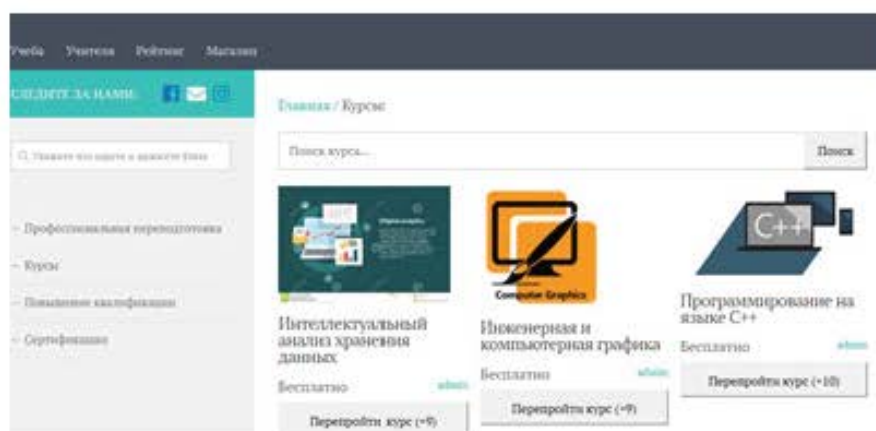 Учеба Учителя Рейтинг Магазин
СЛЕДИТЕ ЗА НАМИ:
Главная / Курсы:
Поиск курса... Поиск
– Профессиональная переподготовка
– Курсы
– Повышение квалификации
– Сертификация
C++
Computer Graphics
Интеллектуальный
анализ хранения
данных
Бесплатно admin
Перепройти курс (+9)
Инженерная и
компьютерная графика
Бесплатно admin
Перепройти курс (+9)
Программирование на
языке C++
Бесплатно admin
Перепройти курс (+10)